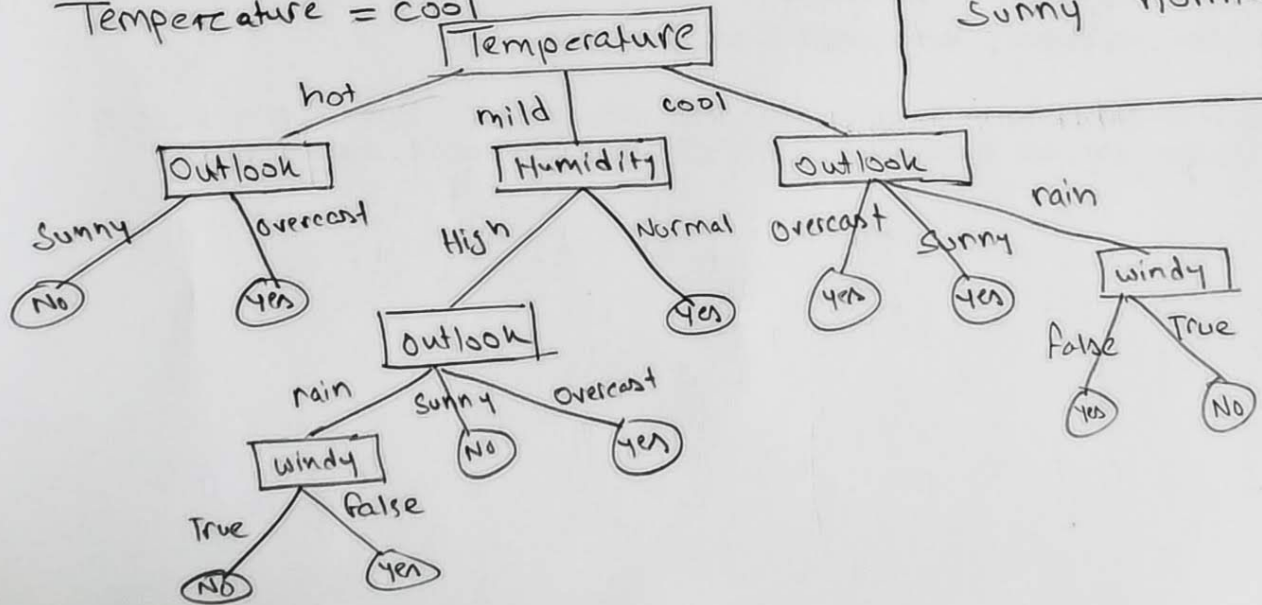 Temperature = cool
Sunny
Temperature
hot mild cool
Outlook Humidity Outlook
Sunny overcast High Normal overcast Sunny rain
No yes yes yes yes windy
outlook False True
rain Sunny Overcast yes No
windy No yes
True False
No yes